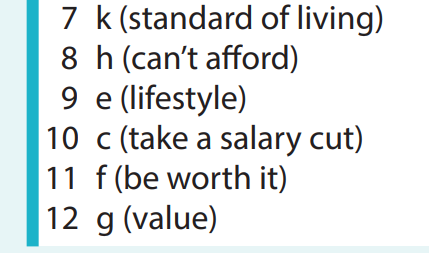 7 k (standard of living)
8 h (can't afford)
9 e (lifestyle)
10 c (take a salary cut)
11 f (be worth it)
12 g (value)